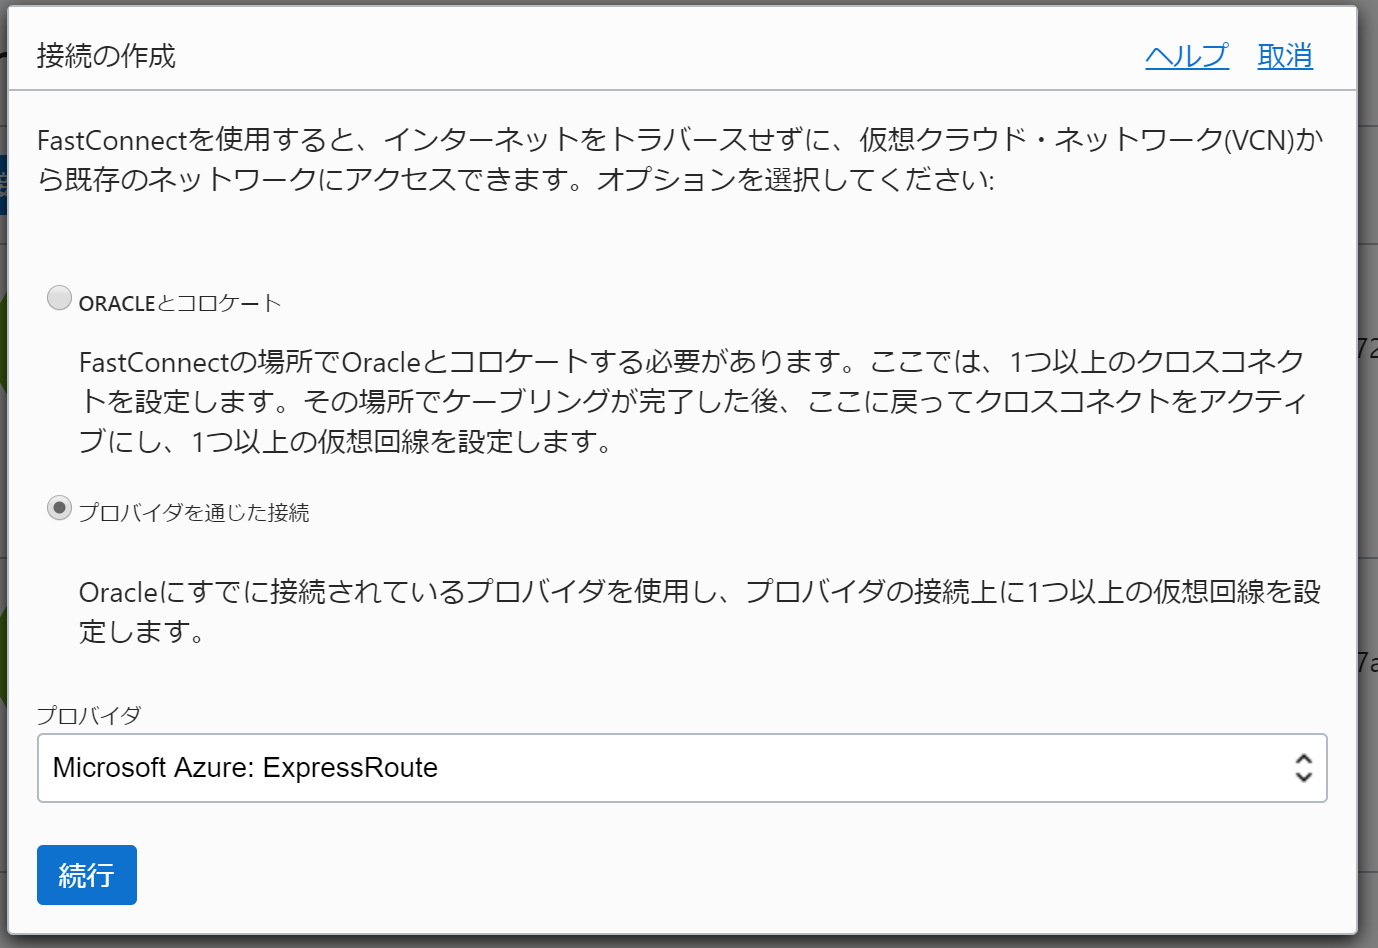 接続の作成
ヘルプ 取消
FastConnectを使用すると、インターネットをトラバースせずに、仮想クラウド・ネットワーク(VCN)か
ら既存のネットワークにアクセスできます。オプションを選択してください:
ORACLEとコロケート
FastConnectの場所でOracleとコロケートする必要があります。ここでは、1つ以上のクロスコネク
トを設定します。その場所でケーブリングが完了した後、ここに戻ってクロスコネクトをアクティ
ブにし、1つ以上の仮想回線を設定します。
プロバイダを通じた接続
Oracleにすでに接続されているプロバイダを使用し、プロバイダの接続上に1つ以上の仮想回線を設
定します。
プロバイダ
Microsoft Azure: ExpressRoute
続行